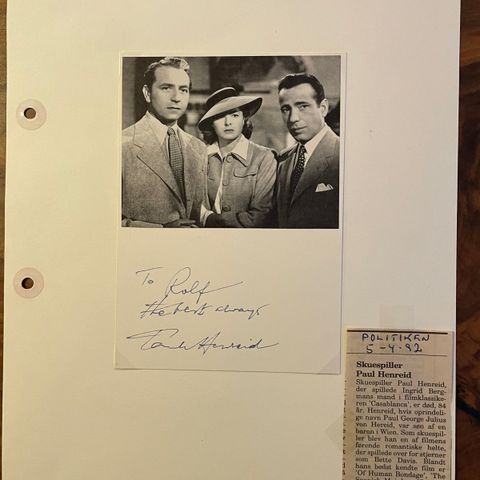 To Rolf
the best always
Paul Henreid
POLITIKEN
5-4-92
Skuespiller
Paul Henreid
Skuespiller Paul Henreid,
der spillede Ingrid Berg-
mans mand i filmklassike-
ren 'Casablanca', er død, 84
år. Henreid, hvis oprindeli-
ge navn Paul George Julius
von Hereid, var søn af en
baran i Wien. Som skuespil-
ler blev han en af filmens
førende romantiske helte,
der spillede over for stjerner
som Bette Davis. Blandt
hans bedst kendte film er
'Of Human Bondage', 'The